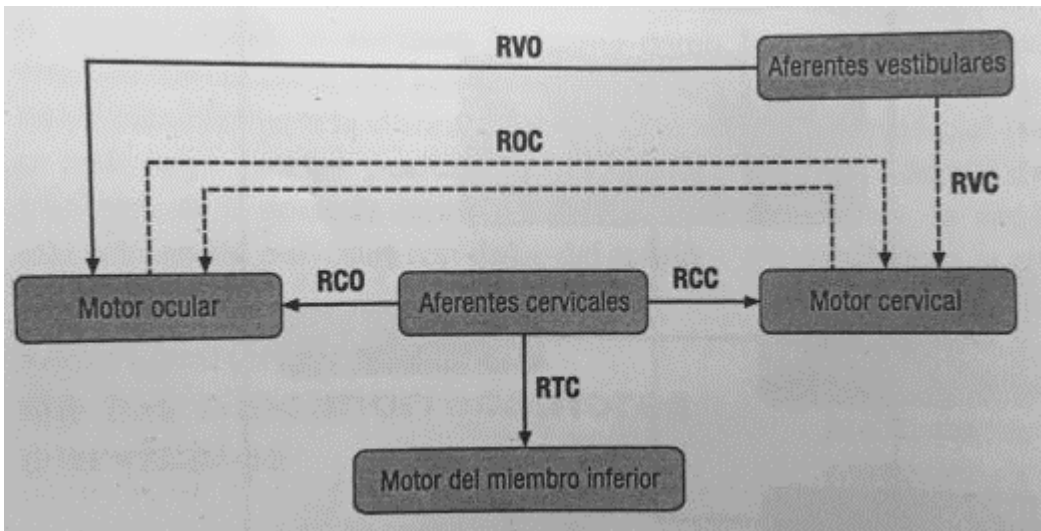 RVO
Aferentes vestibulares
ROC
RVC
Motor ocular
RCO
Aferentes cervicales
RCC
Motor cervical
RTC
Motor del miembro inferior